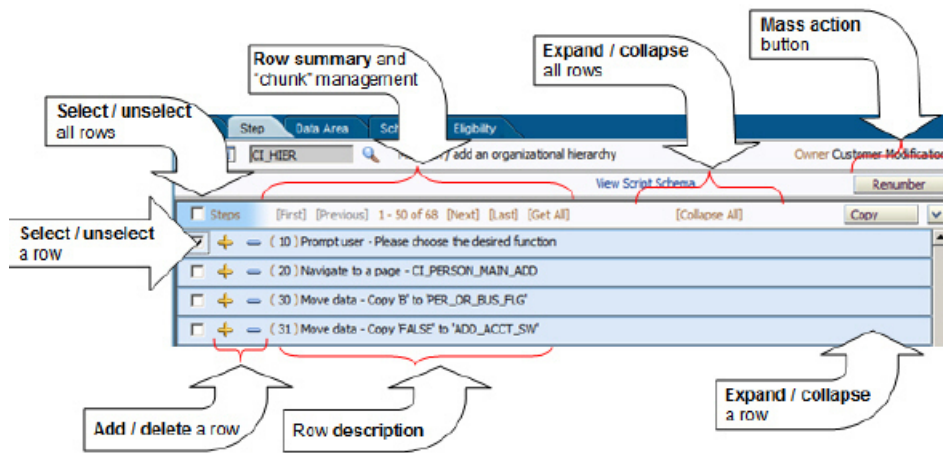 Mass action
button
Row summary and
"chunk" management
Expand / collapse
all rows
Select / unselect
all rows
Step Data Area Eligibility
CI_HIER add an organizational hierarchy Owner Customer Modification
View Script Schema Renumber
Steps [First] [Previous] 1 - 50 of 68 [Next] [Last] [Get All] [Collapse All] Copy
Select / unselect
a row
( 10 ) Prompt user - Please choose the desired function
( 20 ) Navigate to a page - CI_PERSON_MAIN_ADD
( 30 ) Move data - Copy 'B' to 'PER_OR_BUS_FLG'
( 31 ) Move data - Copy 'FALSE' to 'ADD_ACCT_SW'
Expand / collapse
a row
Add / delete a row
Row description